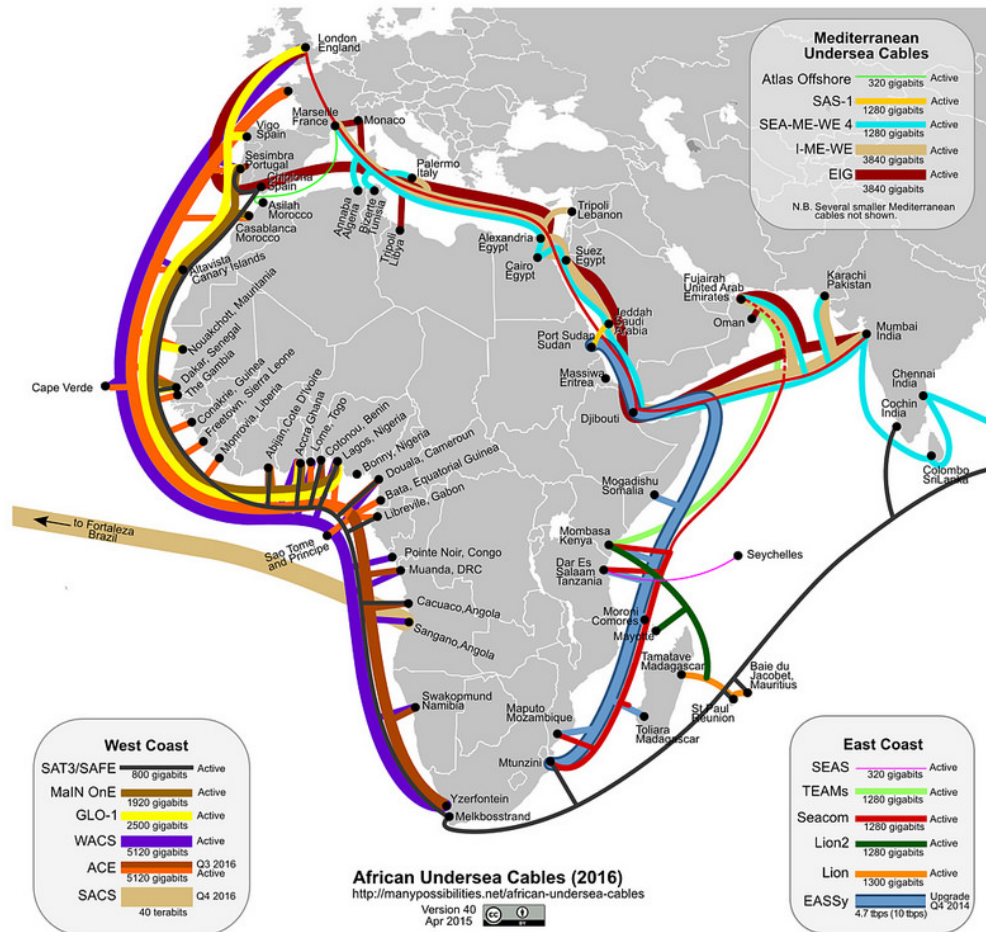 London
England
Marseille
France
Monaco
Vigo
Spain
Sesimbra
Portugal
Chipiona
Spain
Asilah
Morocco
Casablanca
Morocco
Annaba
Algeria
Bizerte
Tunisia
Palermo
Italy
Tripoli
Libya
Tripoli
Lebanon
Alexandria
Egypt
Cairo
Egypt
Suez
Egypt
Altavista
Canary Islands
Nouakchott, Mauritania
Dakar, Senegal
The Gambia
Cape Verde
Conakrie, Guinea
Freetown, Sierra Leone
Monrovia, Liberia
Abijan,Cote D'Ivoire
Accra,Ghana
Lome, Togo
Cotonou, Benin
Lagos, Nigeria
Bonny, Nigeria
Douala, Cameroun
Bata, Equatorial Guinea
Libreville, Gabon
to Fortaleza
Brazil
Sao Tome
and Principe
Pointe Noir, Congo
Muanda, DRC
Cacuaco,Angola
Sangano,Angola
Swakopmund
Namibia
Yzerfontein
Melkbosstrand
Jeddah
Saudi
Arabia
Port Sudan
Sudan
Massiwa
Eritrea
Djibouti
Fujairah
United Arab
Emirates
Oman
Karachi
Pakistan
Mumbai
India
Chennai
India
Cochin
India
Colombo
SriLanka
Mogadishu
Somalia
Mombasa
Kenya
Dar Es
Salaam
Tanzania
Seychelles
Moroni
Comores
Mayotte
Tamatave
Madagascar
Baie du
Jacobet,
Mauritius
St Paul
Reunion
Maputo
Mozambique
Toliara
Madagascar
Mtunzini
Mediterranean
Undersea Cables
Atlas Offshore 320 gigabits Active
SAS-1 1280 gigabits Active
SEA-ME-WE 4 1280 gigabits Active
I-ME-WE 3840 gigabits Active
EIG 3840 gigabits Active
N.B. Several smaller Mediterranean
cables not shown.
West Coast
SAT3/SAFE 800 gigabits Active
MaIN OnE 1920 gigabits Active
GLO-1 2500 gigabits Active
WACS 5120 gigabits Active
ACE 5120 gigabits Q3 2016
Active
SACS 40 terabits Q4 2016
East Coast
SEAS 320 gigabits Active
TEAMs 1280 gigabits Active
Seacom 1280 gigabits Active
Lion2 1280 gigabits Active
Lion 1300 gigabits Active
EASSy 4.7 tbps (10 tbps) Upgrade
Q4 2014
African Undersea Cables (2016)
http://manypossibilities.net/african-undersea-cables
Version 40
Apr 2015
cc
BY